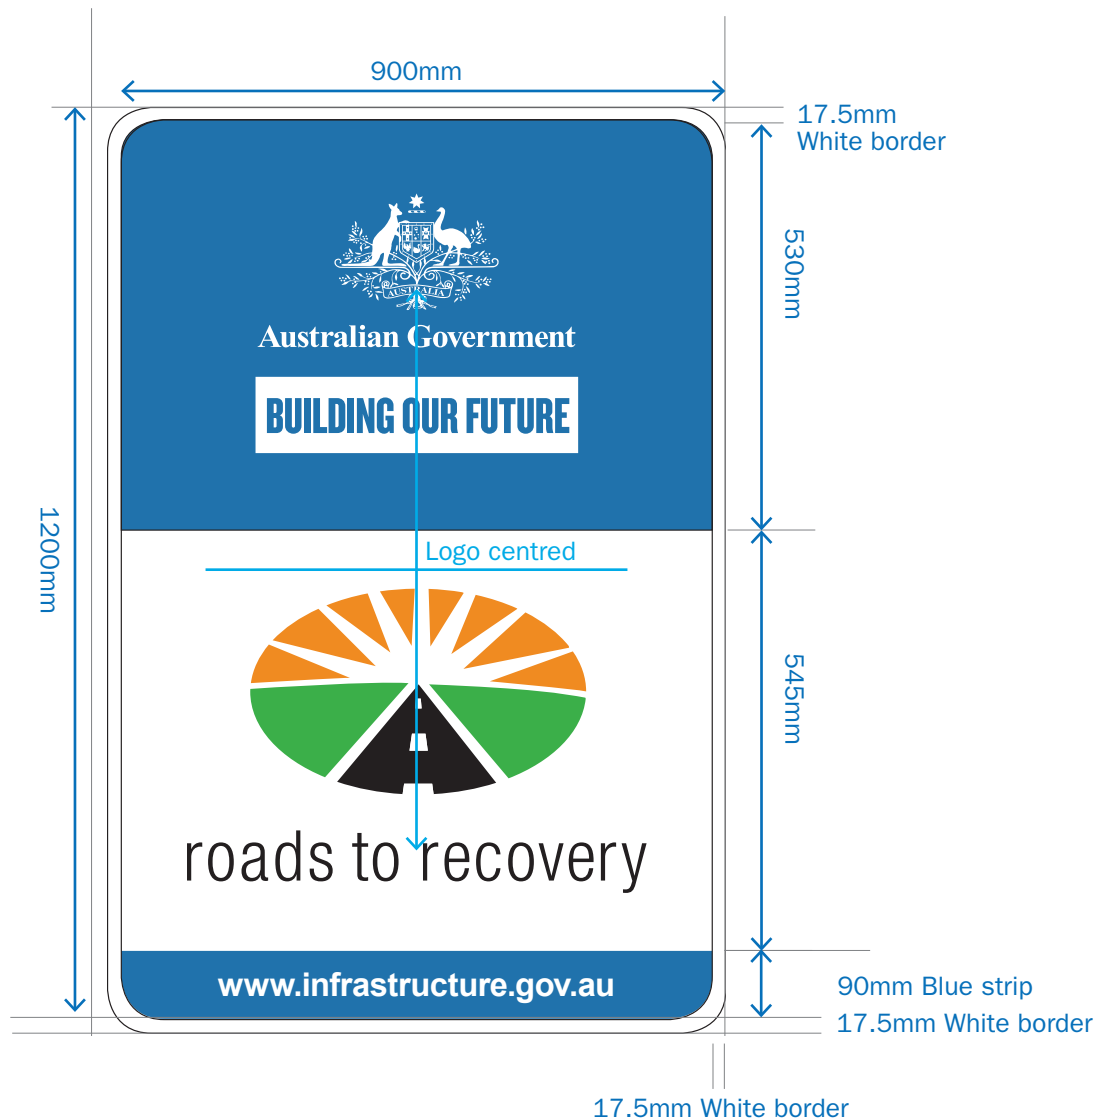 900mm
17.5mm
White border
530mm
AUSTRALIA
Australian Government
BUILDING OUR FUTURE
1200mm
Logo centred
545mm
roads to recovery
www.infrastructure.gov.au
90mm Blue strip
17.5mm White border
17.5mm White border